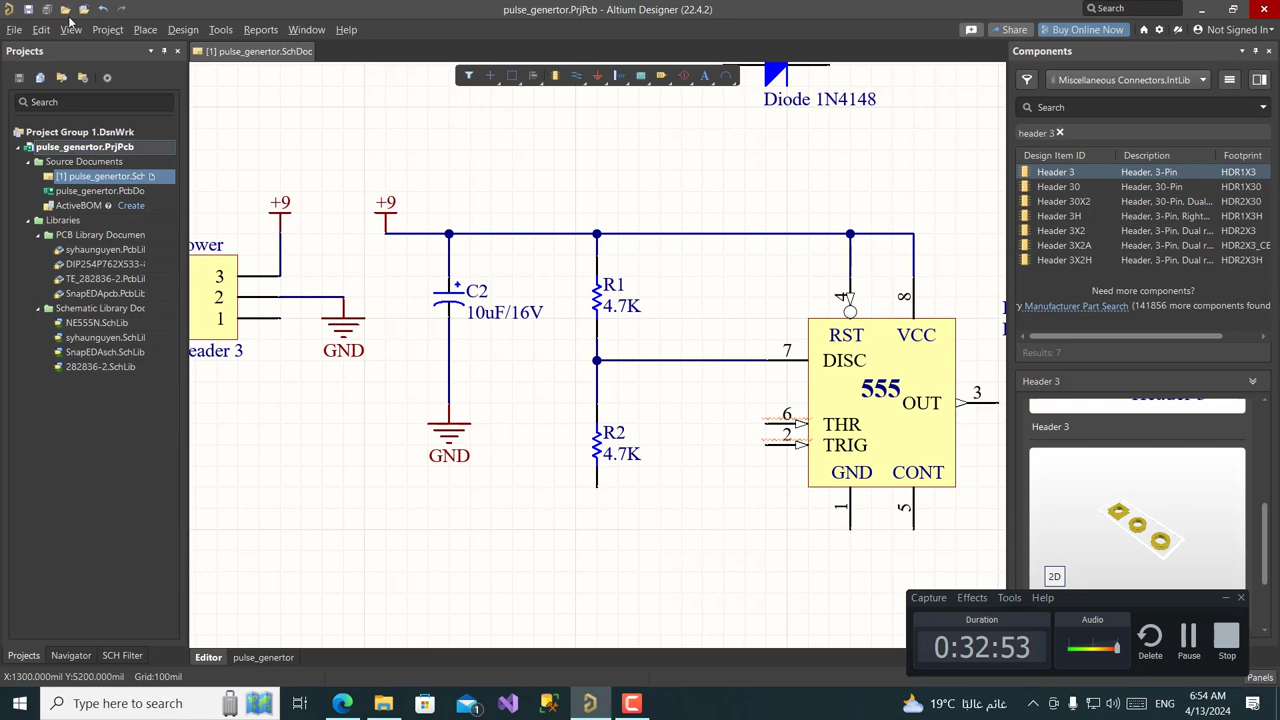 pulse_genertor.PrjPcb - Altium Designer (22.4.2)
Search
File Edit View Project Place Design Tools Reports Window Help
Share
Buy Online Now
Not Signed In
Projects
[1] pulse_genertor.SchDoc
Components
Miscellaneous Connectors.IntLib
Search
Search
header 3
Project Group 1.DsnWrk
pulse_genertor.PrjPcb
Source Documents
[1] pulse_genertor.Sch
pulse_genertor.PcbDo
ActiveBOM Create
Libraries
PCB Library Documen
syhaunguyen.PcbLil
DIP254P762X533-8
TE_282836-2.PcbLil
SnapEDApcb.PcbLil
Schematic Library Do
NE555N.SchLib
syhaunguyen.SchLil
SnapEDAsch.SchLil
282836-2.SchLib
Design Item ID Description Footprint
Header 3 Header, 3-Pin HDR1X3
Header 30 Header, 30-Pin HDR1X30
Header 30X2 Header, 30-Pin, Dual... HDR2X30
Header 3H Header, 3-Pin, Right... HDR1X3H
Header 3X2 Header, 3-Pin, Dual r... HDR2X3
Header 3X2A Header, 3-Pin, Dual r... HDR2X3_CE
Header 3X2H Header, 3-Pin, Dual r... HDR2X3H
Need more components?
y Manufacturer Part Search (141856 more components found
Results: 7
Header 3
Header 3
2D
Diode 1N4148
+9
+9
ower
3
2
1
eader 3
GND
C2
10uF/16V
GND
R1
4.7K
R2
4.7K
4
8
RST VCC
7
DISC
555
OUT
3
6
THR
2
TRIG
GND CONT
1
5
Capture Effects Tools Help
Duration
0:32:53
Audio
Delete
Pause
Stop
Projects Navigator SCH Filter
Editor pulse_genertor
X:1300.000mil Y:5200.000mil Grid:100mil
Panels
Type here to search
1
19°C
غائم غالبًا
ENG
6:54 AM
4/13/2024